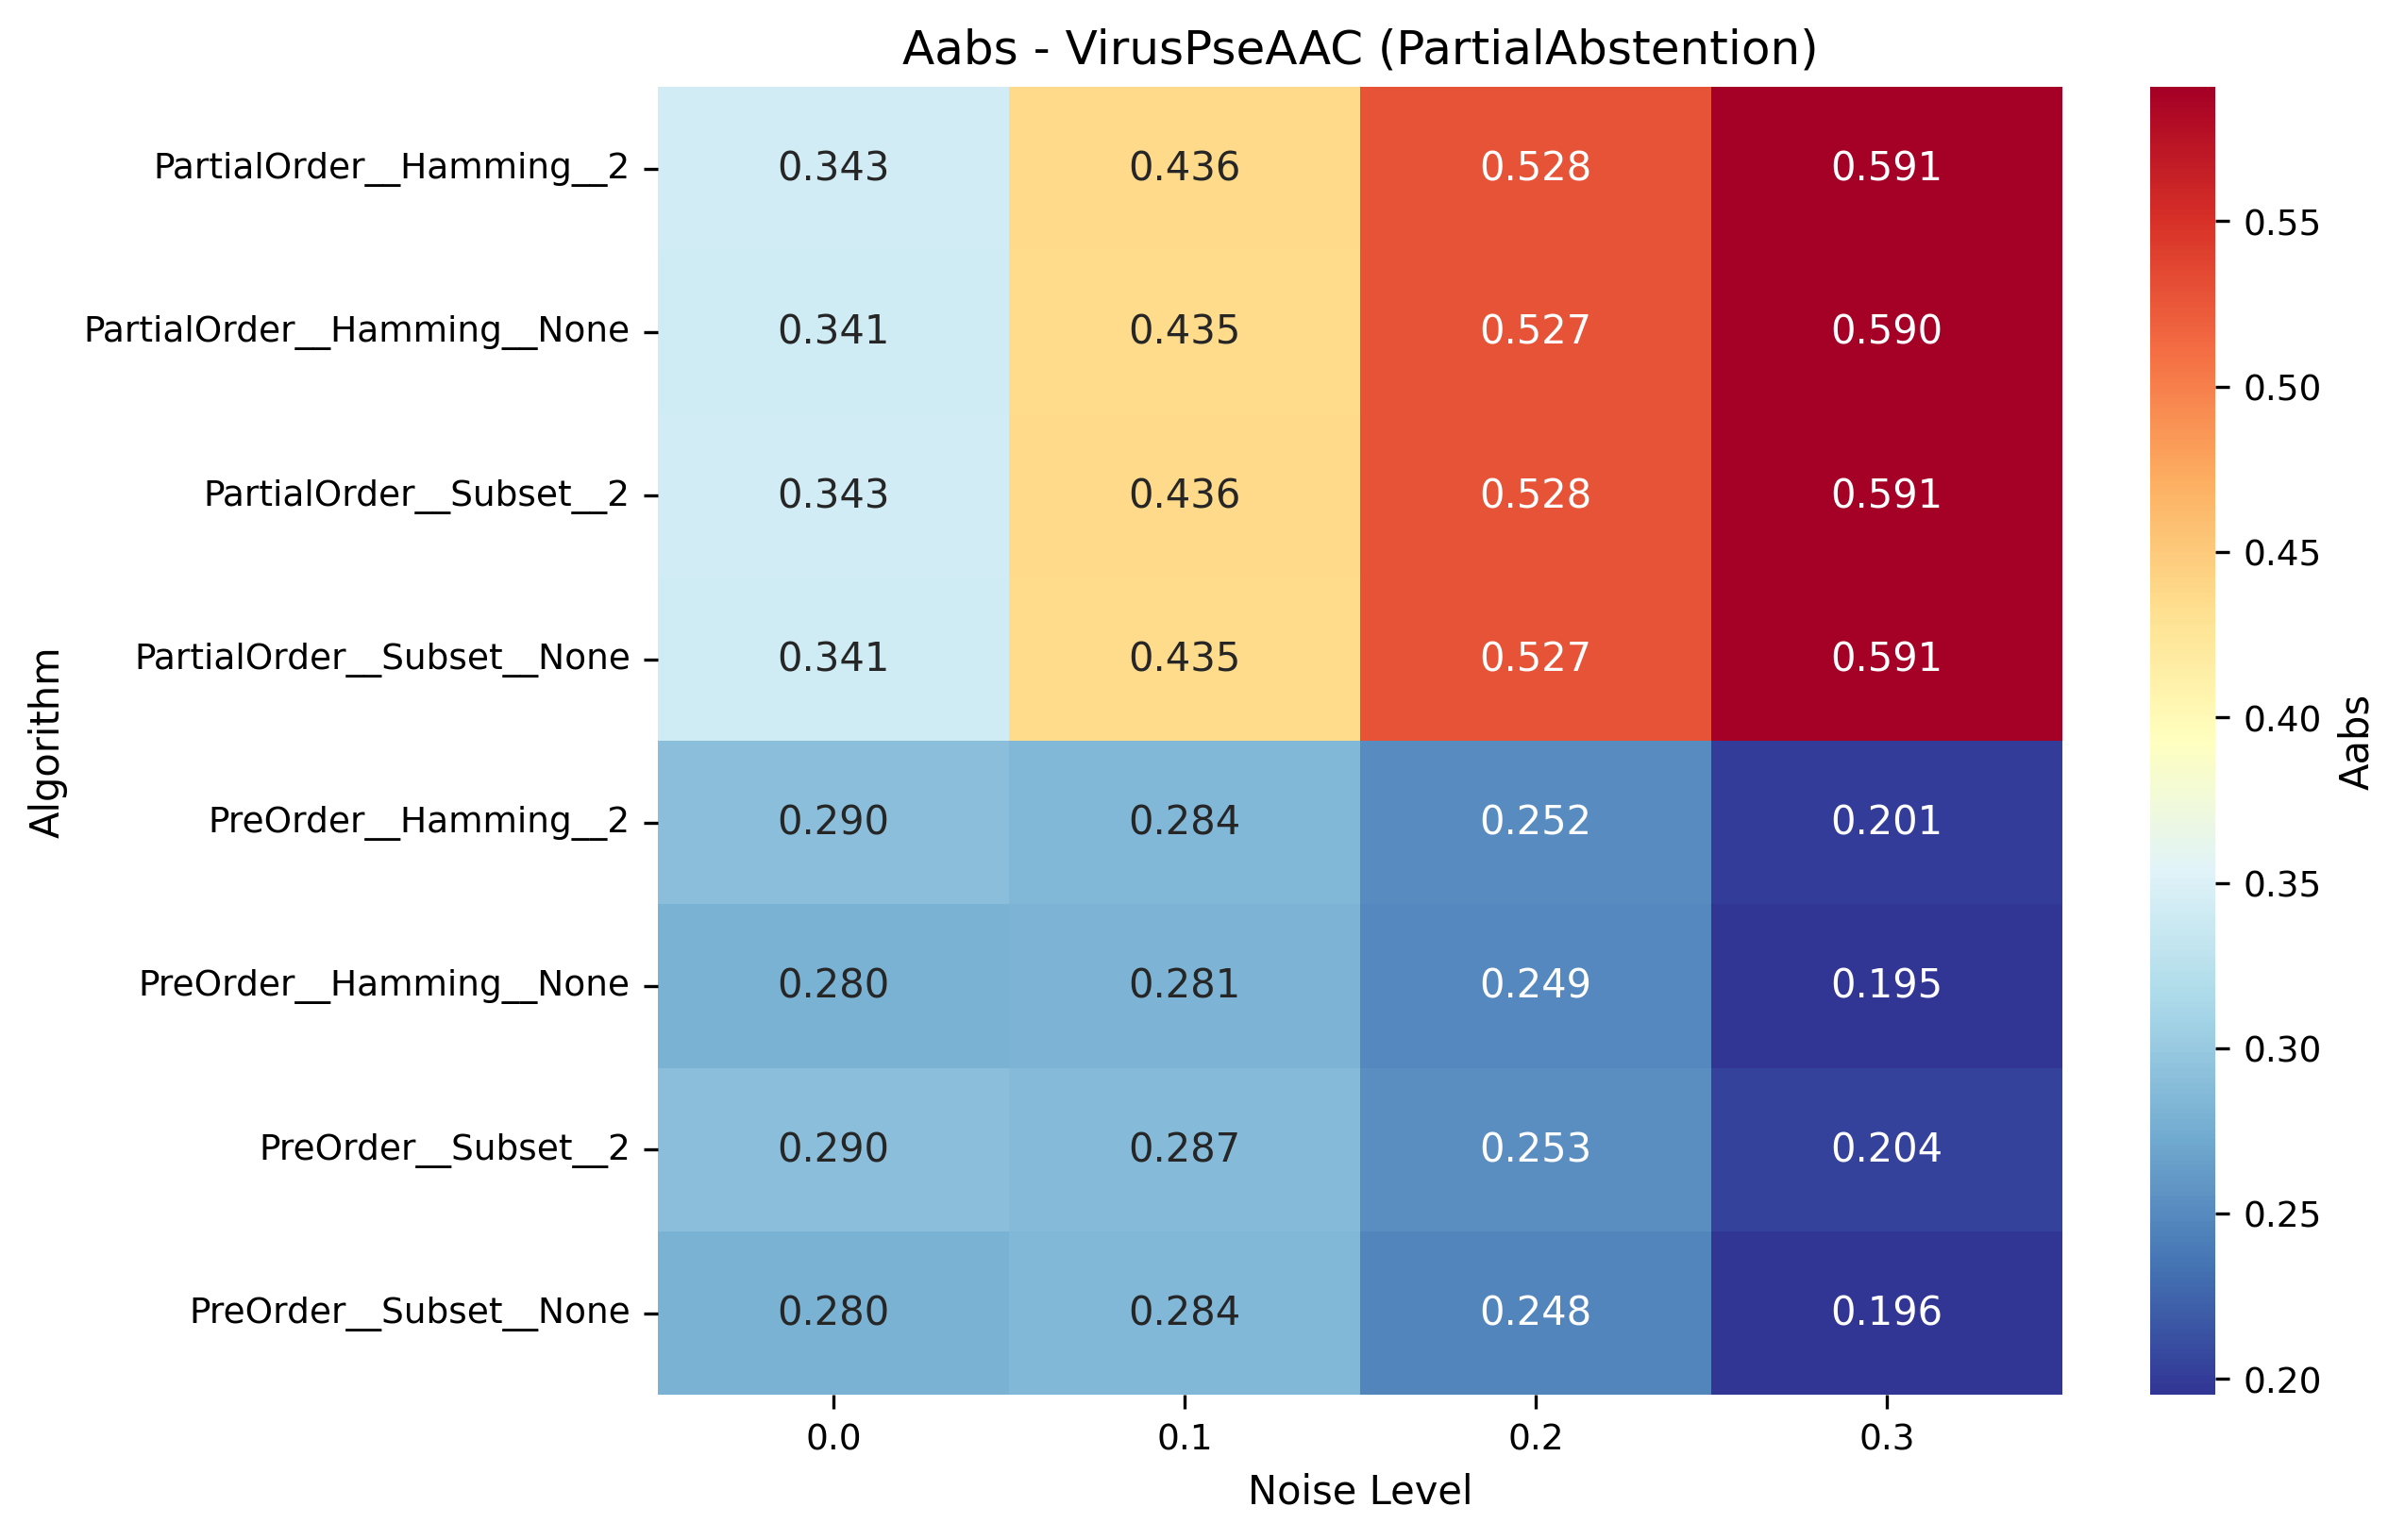 Aabs - VirusPseAAC (PartialAbstention)
Algorithm
PartialOrder__Hamming__2 0.343 0.436 0.528 0.591
PartialOrder__Hamming__None 0.341 0.435 0.527 0.590
PartialOrder__Subset__2 0.343 0.436 0.528 0.591
PartialOrder__Subset__None 0.341 0.435 0.527 0.591
PreOrder__Hamming__2 0.290 0.284 0.252 0.201
PreOrder__Hamming__None 0.280 0.281 0.249 0.195
PreOrder__Subset__2 0.290 0.287 0.253 0.204
PreOrder__Subset__None 0.280 0.284 0.248 0.196
0.0 0.1 0.2 0.3
Noise Level
0.55
0.50
0.45
0.40
0.35
0.30
0.25
0.20
Aabs